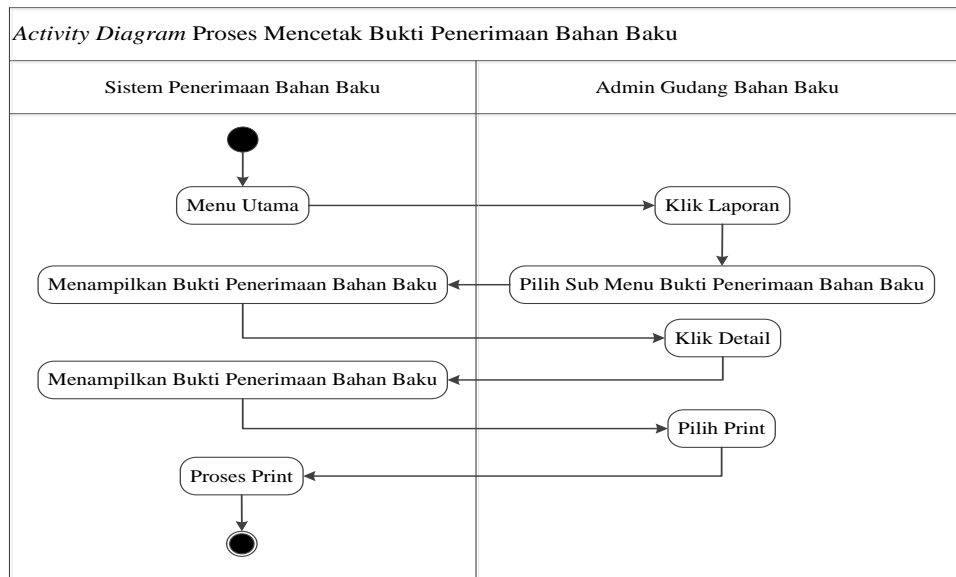 Activity Diagram Proses Mencetak Bukti Penerimaan Bahan Baku
Sistem Penerimaan Bahan Baku
Admin Gudang Bahan Baku
Menu Utama
Klik Laporan
Menampilkan Bukti Penerimaan Bahan Baku
Pilih Sub Menu Bukti Penerimaan Bahan Baku
Klik Detail
Menampilkan Bukti Penerimaan Bahan Baku
Pilih Print
Proses Print